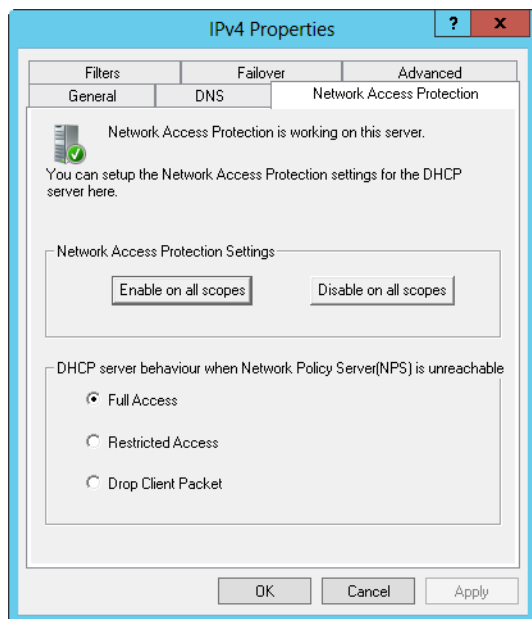 IPv4 Properties
?
x
Filters
Failover
Advanced
General
DNS
Network Access Protection
Network Access Protection is working on this server.
You can setup the Network Access Protection settings for the DHCP
server here.
Network Access Protection Settings
Enable on all scopes
Disable on all scopes
DHCP server behaviour when Network Policy Server(NPS) is unreachable
Full Access
Restricted Access
Drop Client Packet
OK
Cancel
Apply